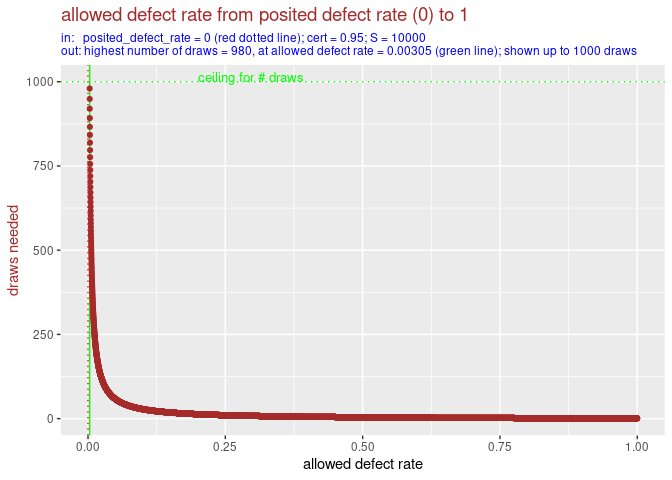 allowed defect rate from posited defect rate (0) to 1
in:   posited_defect_rate = 0 (red dotted line); cert = 0.95; S = 10000
out: highest number of draws = 980, at allowed defect rate = 0.00305 (green line); shown up to 1000 draws
ceiling for # draws
1000
750
500
250
0
draws needed
0.00 0.25 0.50 0.75 1.00
allowed defect rate